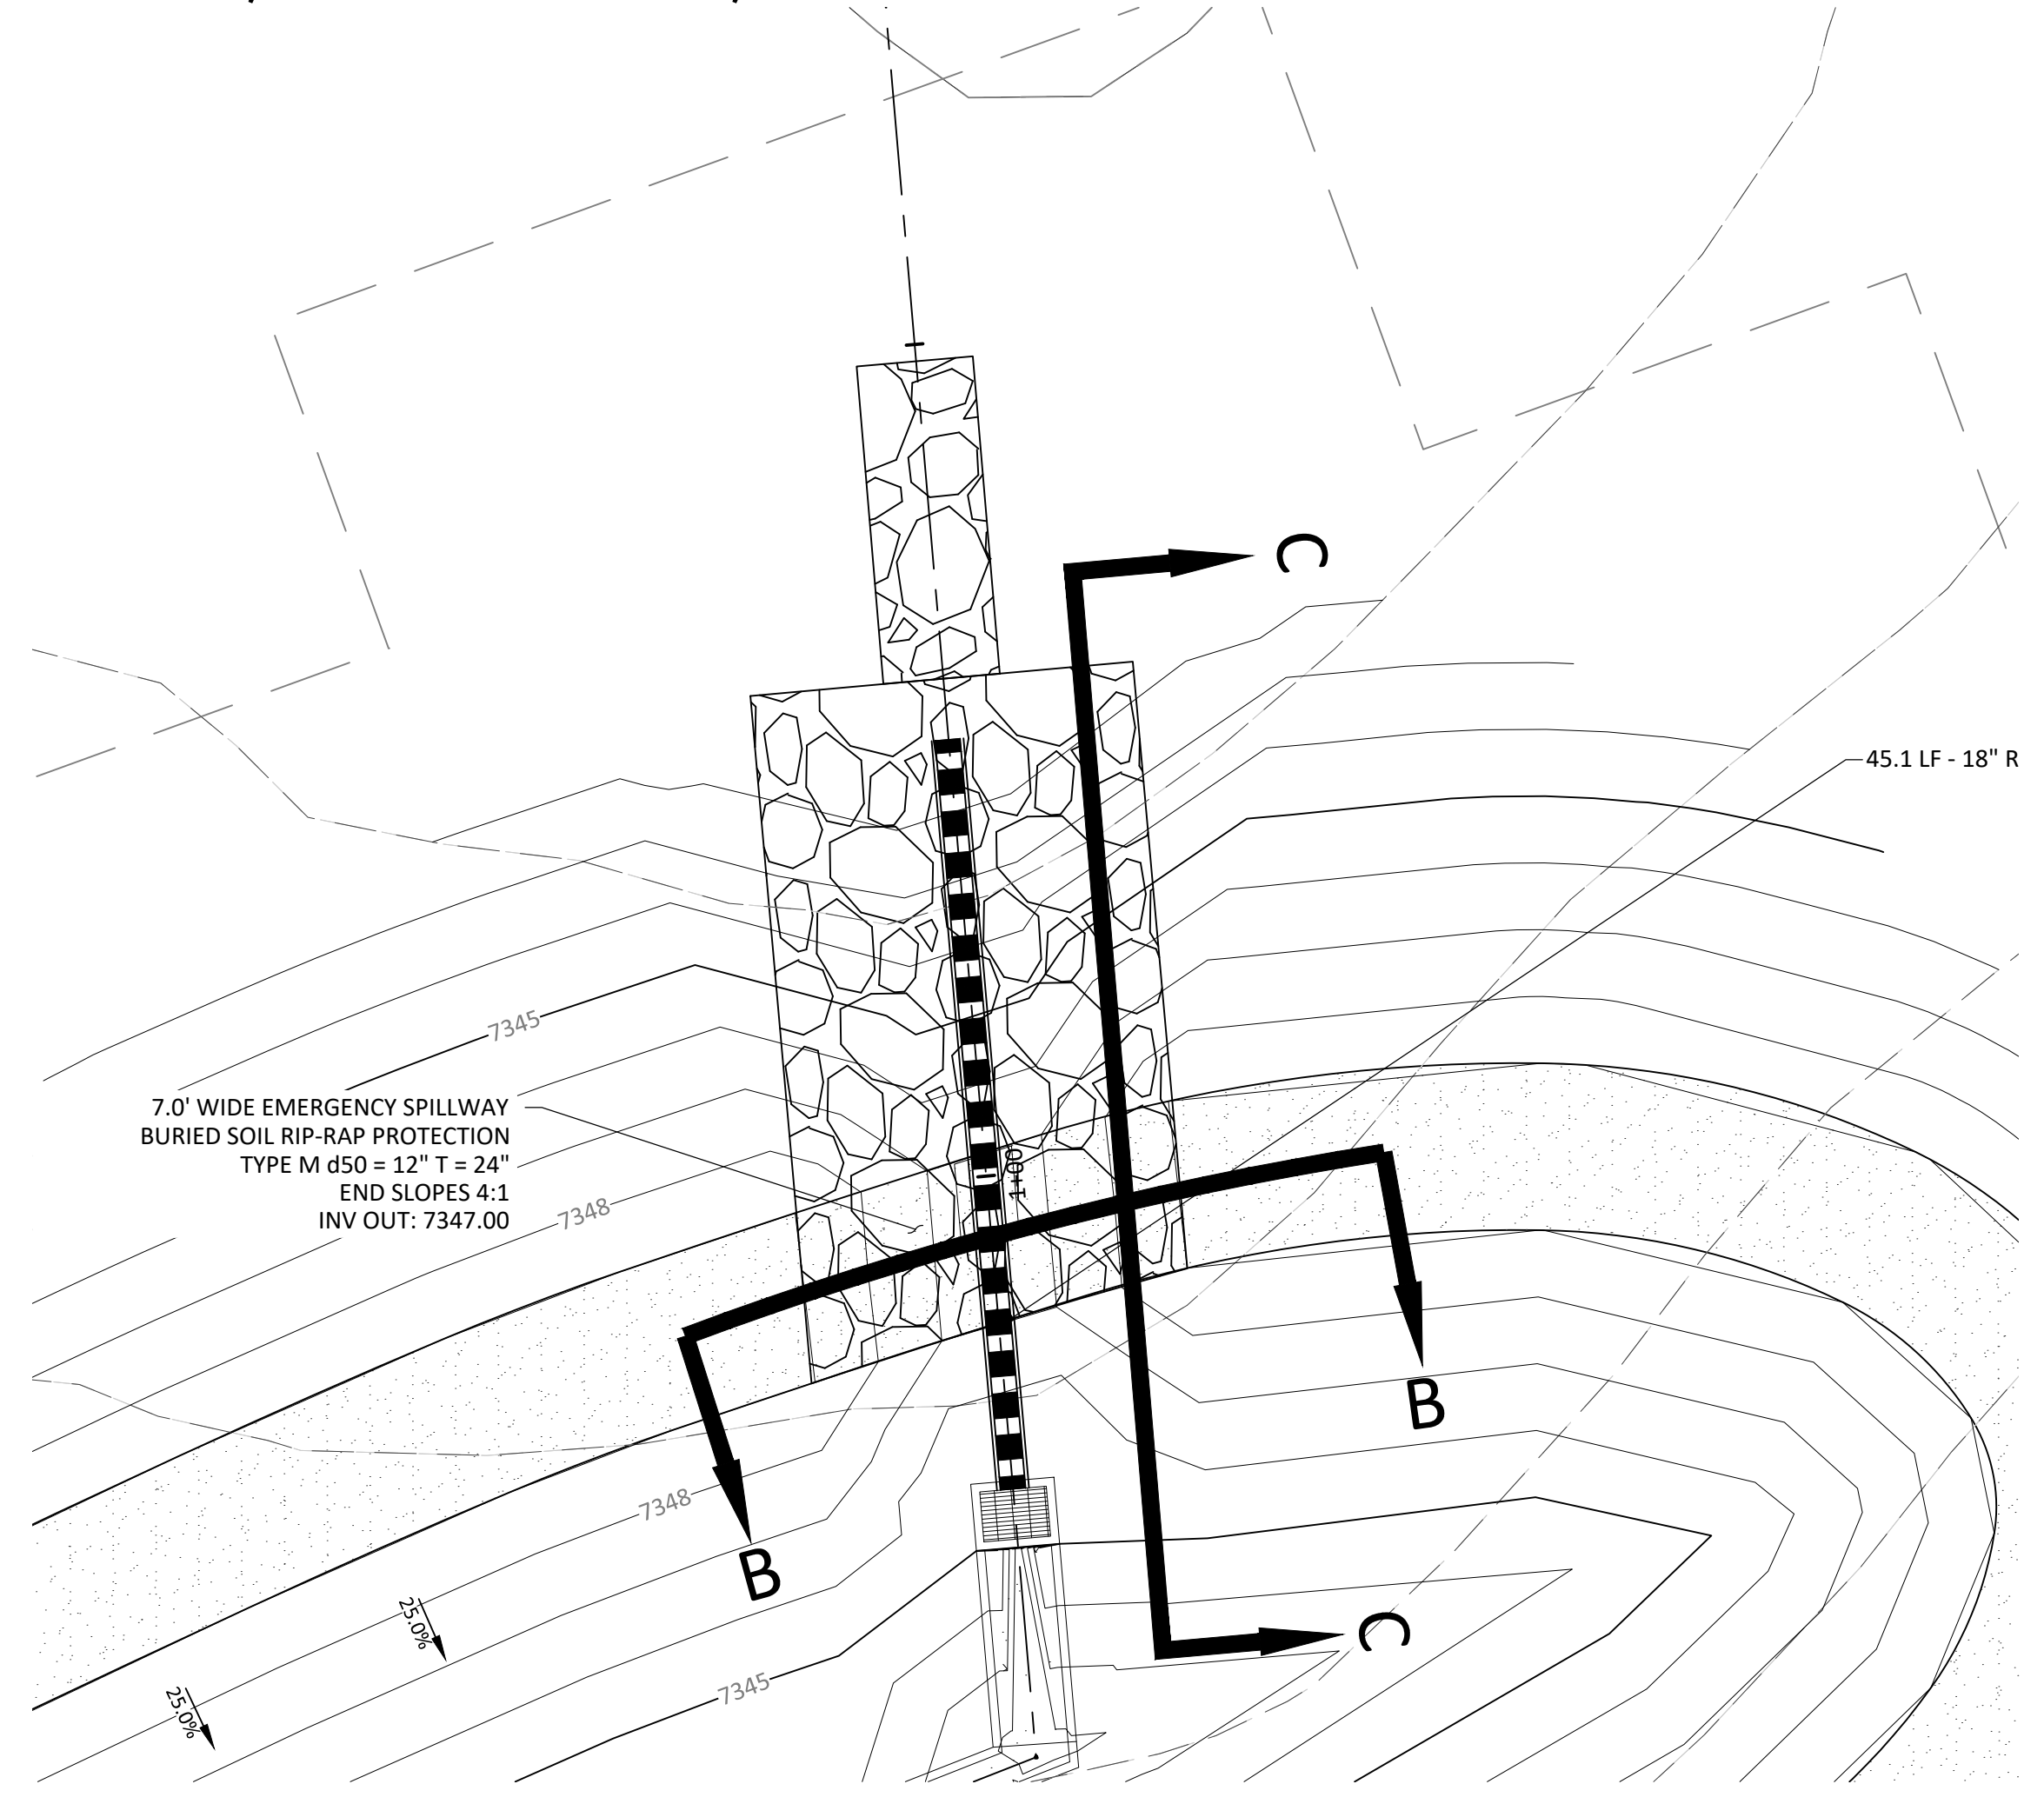 C
45.1 LF - 18" R
7345
7.0' WIDE EMERGENCY SPILLWAY
BURIED SOIL RIP-RAP PROTECTION
TYPE M d50 = 12" T = 24"
END SLOPES 4:1
INV OUT: 7347.00
1+00
7348
B
7348
B
25.0%
C
7345
25.0%